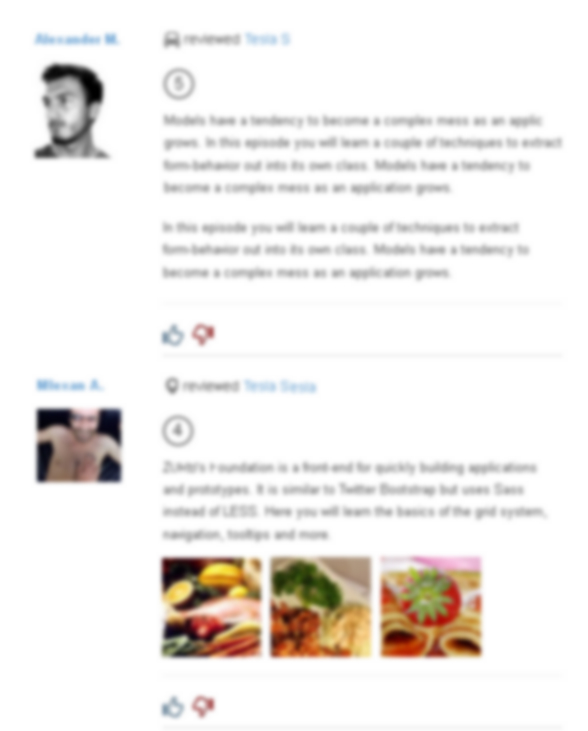 Alexander M.
reviewed Tesla S
5
Models have a tendency to become a complex mess as an applic
grows. In this episode you will learn a couple of techniques to extract
form-behavior out into its own class. Models have a tendency to
become a complex mess as an application grows.
In this episode you will learn a couple of techniques to extract
form-behavior out into its own class. Models have a tendency to
become a complex mess as an application grows.
A.
reviewed Tesla
4
is a front-end for quickly building applications
and prototypes. It is similar to Twitter Bootstrap but uses Sass
instead of LESS. Here you will learn the basics of the grid system,
navigation, tooltips and more.